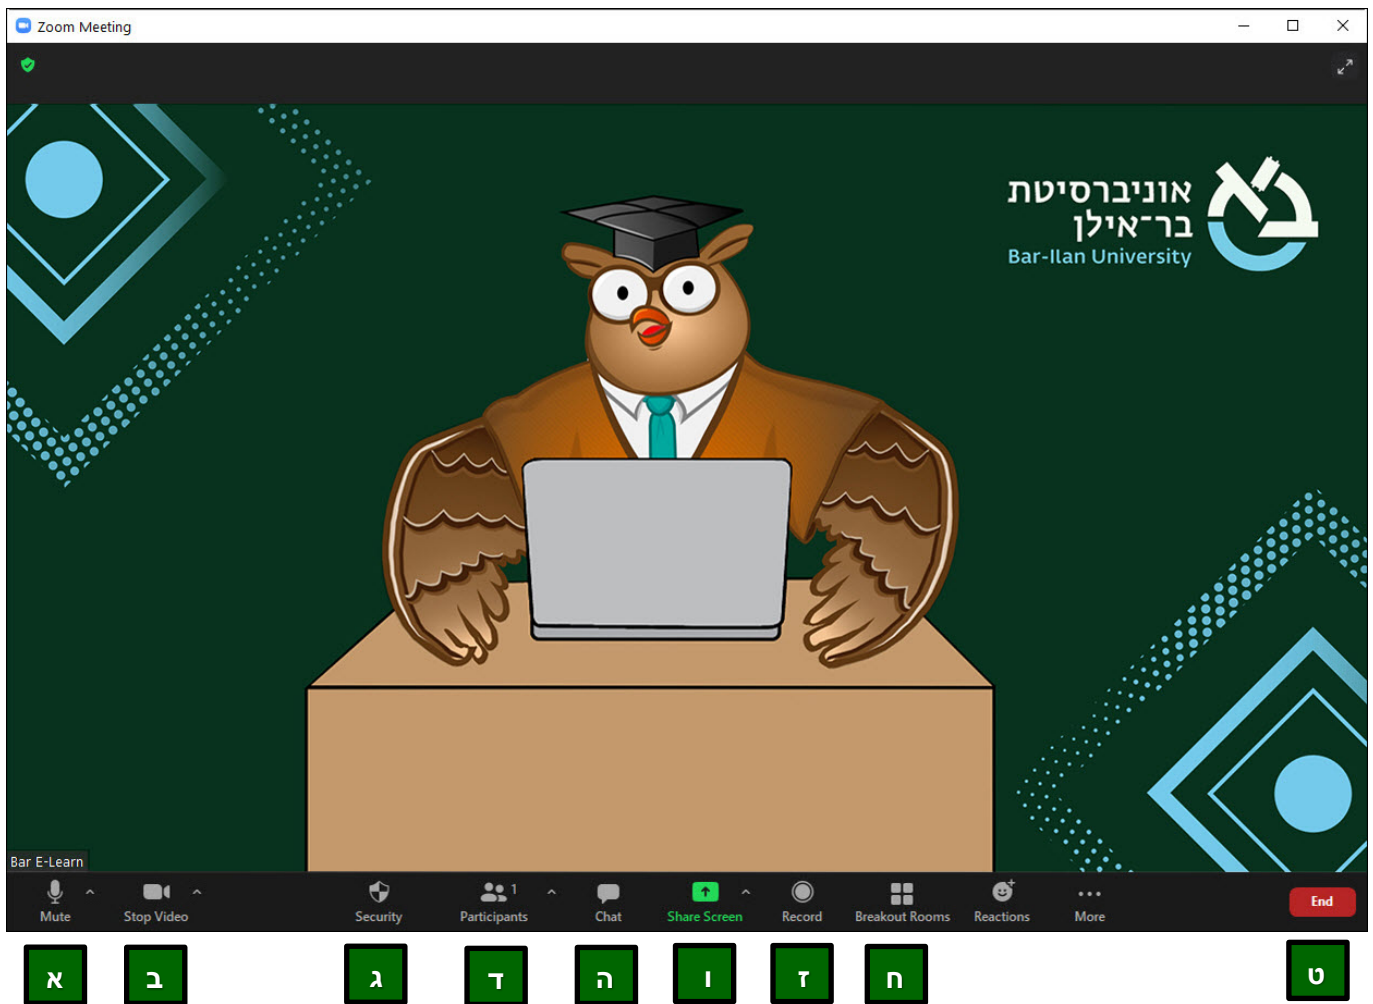 Zoom Meeting
אוניברסיטת
בר־אילן
Bar-Ilan University
Bar E-Learn
Mute
Stop Video
Security
Participants
1
Chat
Share Screen
Record
Breakout Rooms
Reactions
More
End
א
ב
ג
ד
ה
ו
ז
ח
ט